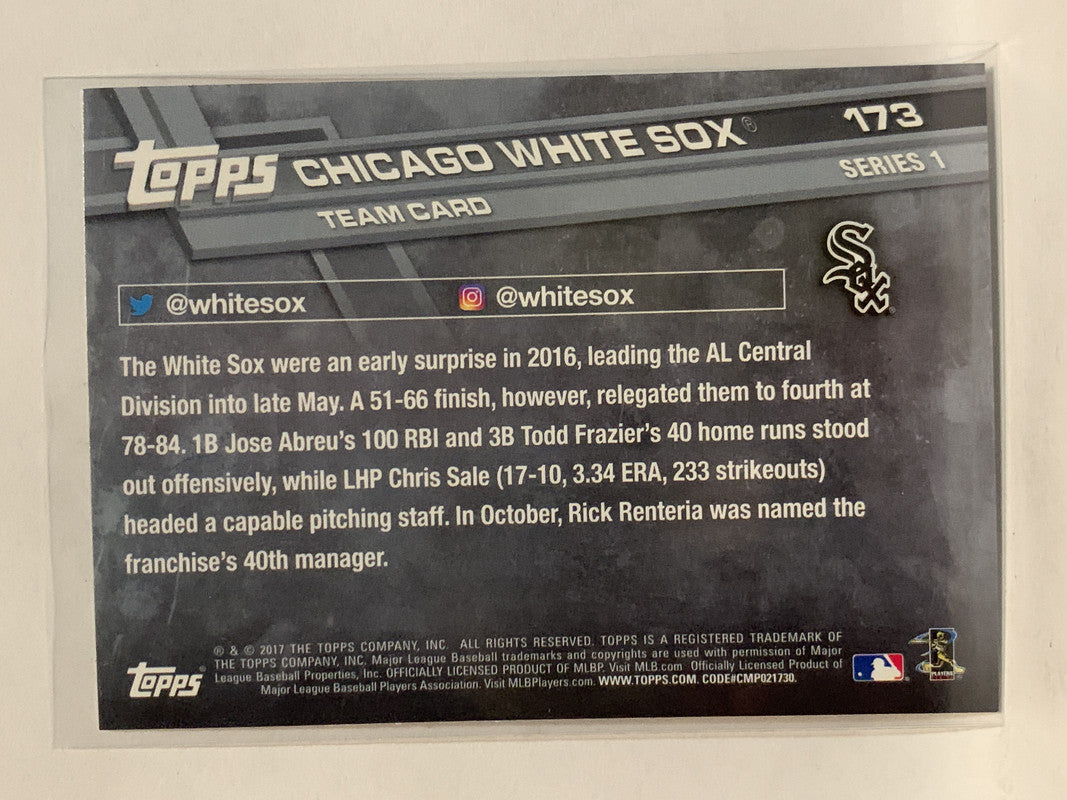 Topps CHICAGO WHITE SOX® 173
TEAM CARD SERIES 1
Sox
@whitesox @whitesox
The White Sox were an early surprise in 2016, leading the AL Central
Division into late May. A 51-66 finish, however, relegated them to fourth at
78-84. 1B Jose Abreu's 100 RBI and 3B Todd Frazier's 40 home runs stood
out offensively, while LHP Chris Sale (17-10, 3.34 ERA, 233 strikeouts)
headed a capable pitching staff. In October, Rick Renteria was named the
franchise's 40th manager.
® & © 2017 THE TOPPS COMPANY, INC. ALL RIGHTS RESERVED. TOPPS IS A REGISTERED TRADEMARK OF
THE TOPPS COMPANY, INC. Major League Baseball trademarks and copyrights are used with permission of Major
League Baseball Properties, Inc. OFFICIALLY LICENSED PRODUCT OF MLBP. Visit MLB.com Officially Licensed Product of
Major League Baseball Players Association. Visit MLBPlayers.com. WWW.TOPPS.COM. CODE#CMP021730.
Topps®
PLAYERS